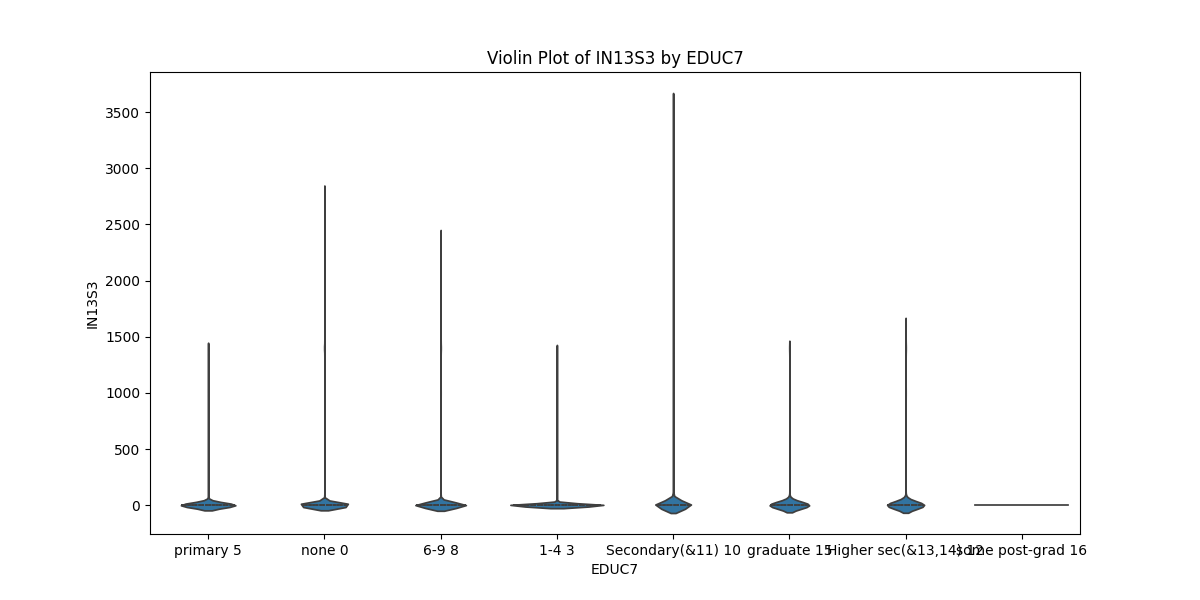 Violin Plot of IN13S3 by EDUC7
IN13S3
3500
3000
2500
2000
1500
1000
500
0
primary 5
none 0
6-9 8
1-4 3
Secondary(&11) 10
graduate 15
Higher sec(&13,14) 12
some post-grad 16
EDUC7